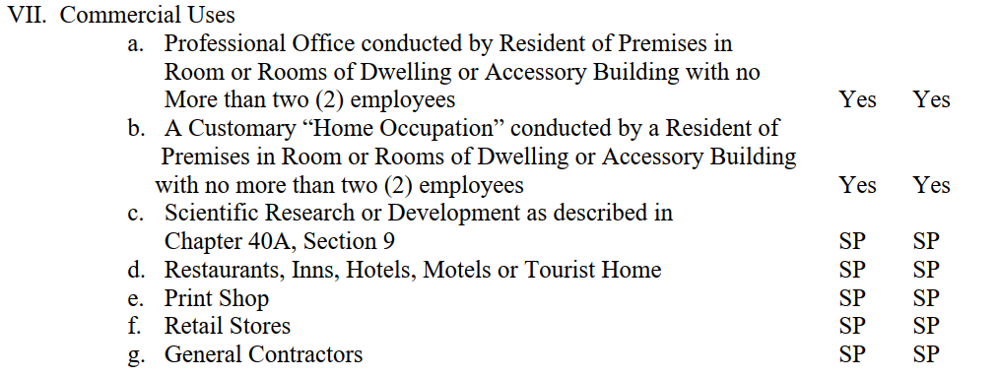 VII. Commercial Uses
a. Professional Office conducted by Resident of Premises in
Room or Rooms of Dwelling or Accessory Building with no
More than two (2) employees Yes Yes
b. A Customary “Home Occupation” conducted by a Resident of
Premises in Room or Rooms of Dwelling or Accessory Building
with no more than two (2) employees Yes Yes
c. Scientific Research or Development as described in
Chapter 40A, Section 9 SP SP
d. Restaurants, Inns, Hotels, Motels or Tourist Home SP SP
e. Print Shop SP SP
f. Retail Stores SP SP
g. General Contractors SP SP